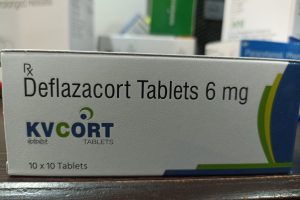 Rx
Deflazacort Tablets 6 mg
KVCORT
TABLETS
10 x 10 Tablets